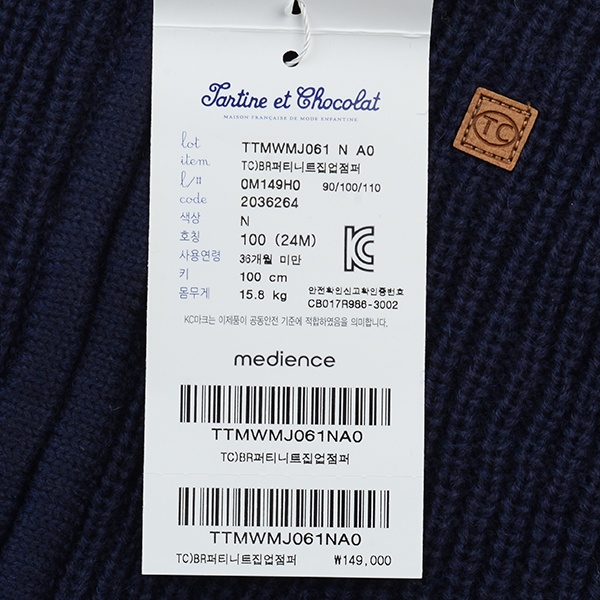 Tartine et Chocolat
MAISON FRANÇAISE DE MODE ENFANTINE
TC
lot TTMWMJ061 N A0
item TC)BR퍼티니트집업점퍼
l/# 0M149H0 90/100/110
code 2036264
색상 N
호칭 100 (24M)
사용연령 36개월 미만
키 100 cm
몸무게 15.8 kg
안전확인신고확인증번호
CB017R986-3002
KC마크는 이제품이 공동안전 기준에 적합하였음을 의미합니다.
medience
TTMWMJ061NA0
TC)BR퍼티니트집업점퍼
TTMWMJ061NA0
TC)BR퍼티니트집업점퍼 ₩149,000